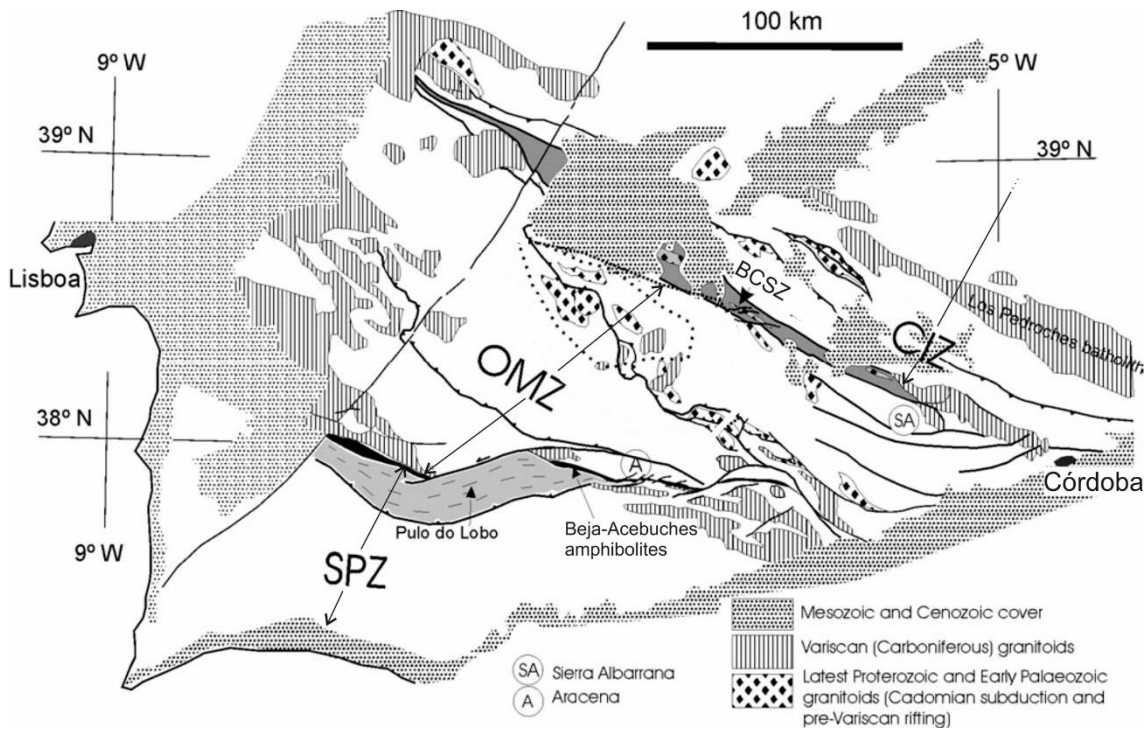 100 km
9º W
5º W
39º N
39º N
Lisboa
BCSZ
Los Pedroches batholith
CIZ
OMZ
SA
38º N
A
Córdoba
Pulo do Lobo
Beja-Acebuches
amphibolites
9º W
SPZ
Mesozoic and Cenozoic cover
Variscan (Carboniferous) granitoids
SA Sierra Albarrana
A Aracena
Latest Proterozoic and Early Palaeozoic
granitoids (Cadomian subduction and
pre-Variscan rifting)